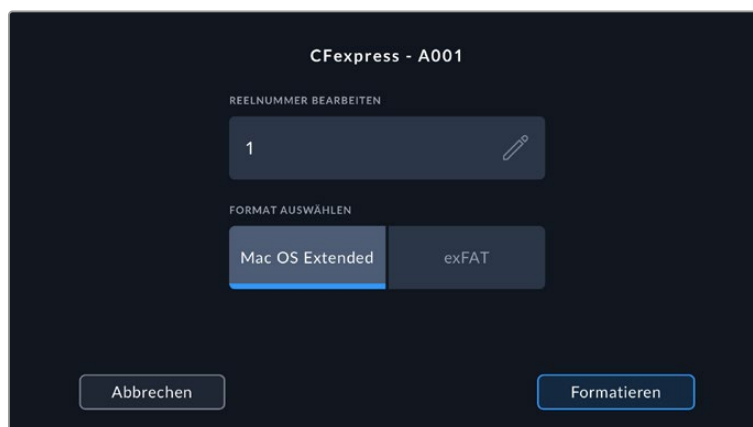 CFexpress - A001
REELNUMMER BEARBEITEN
1
FORMAT AUSWÄHLEN
Mac OS Extended exFAT
Abbrechen Formatieren